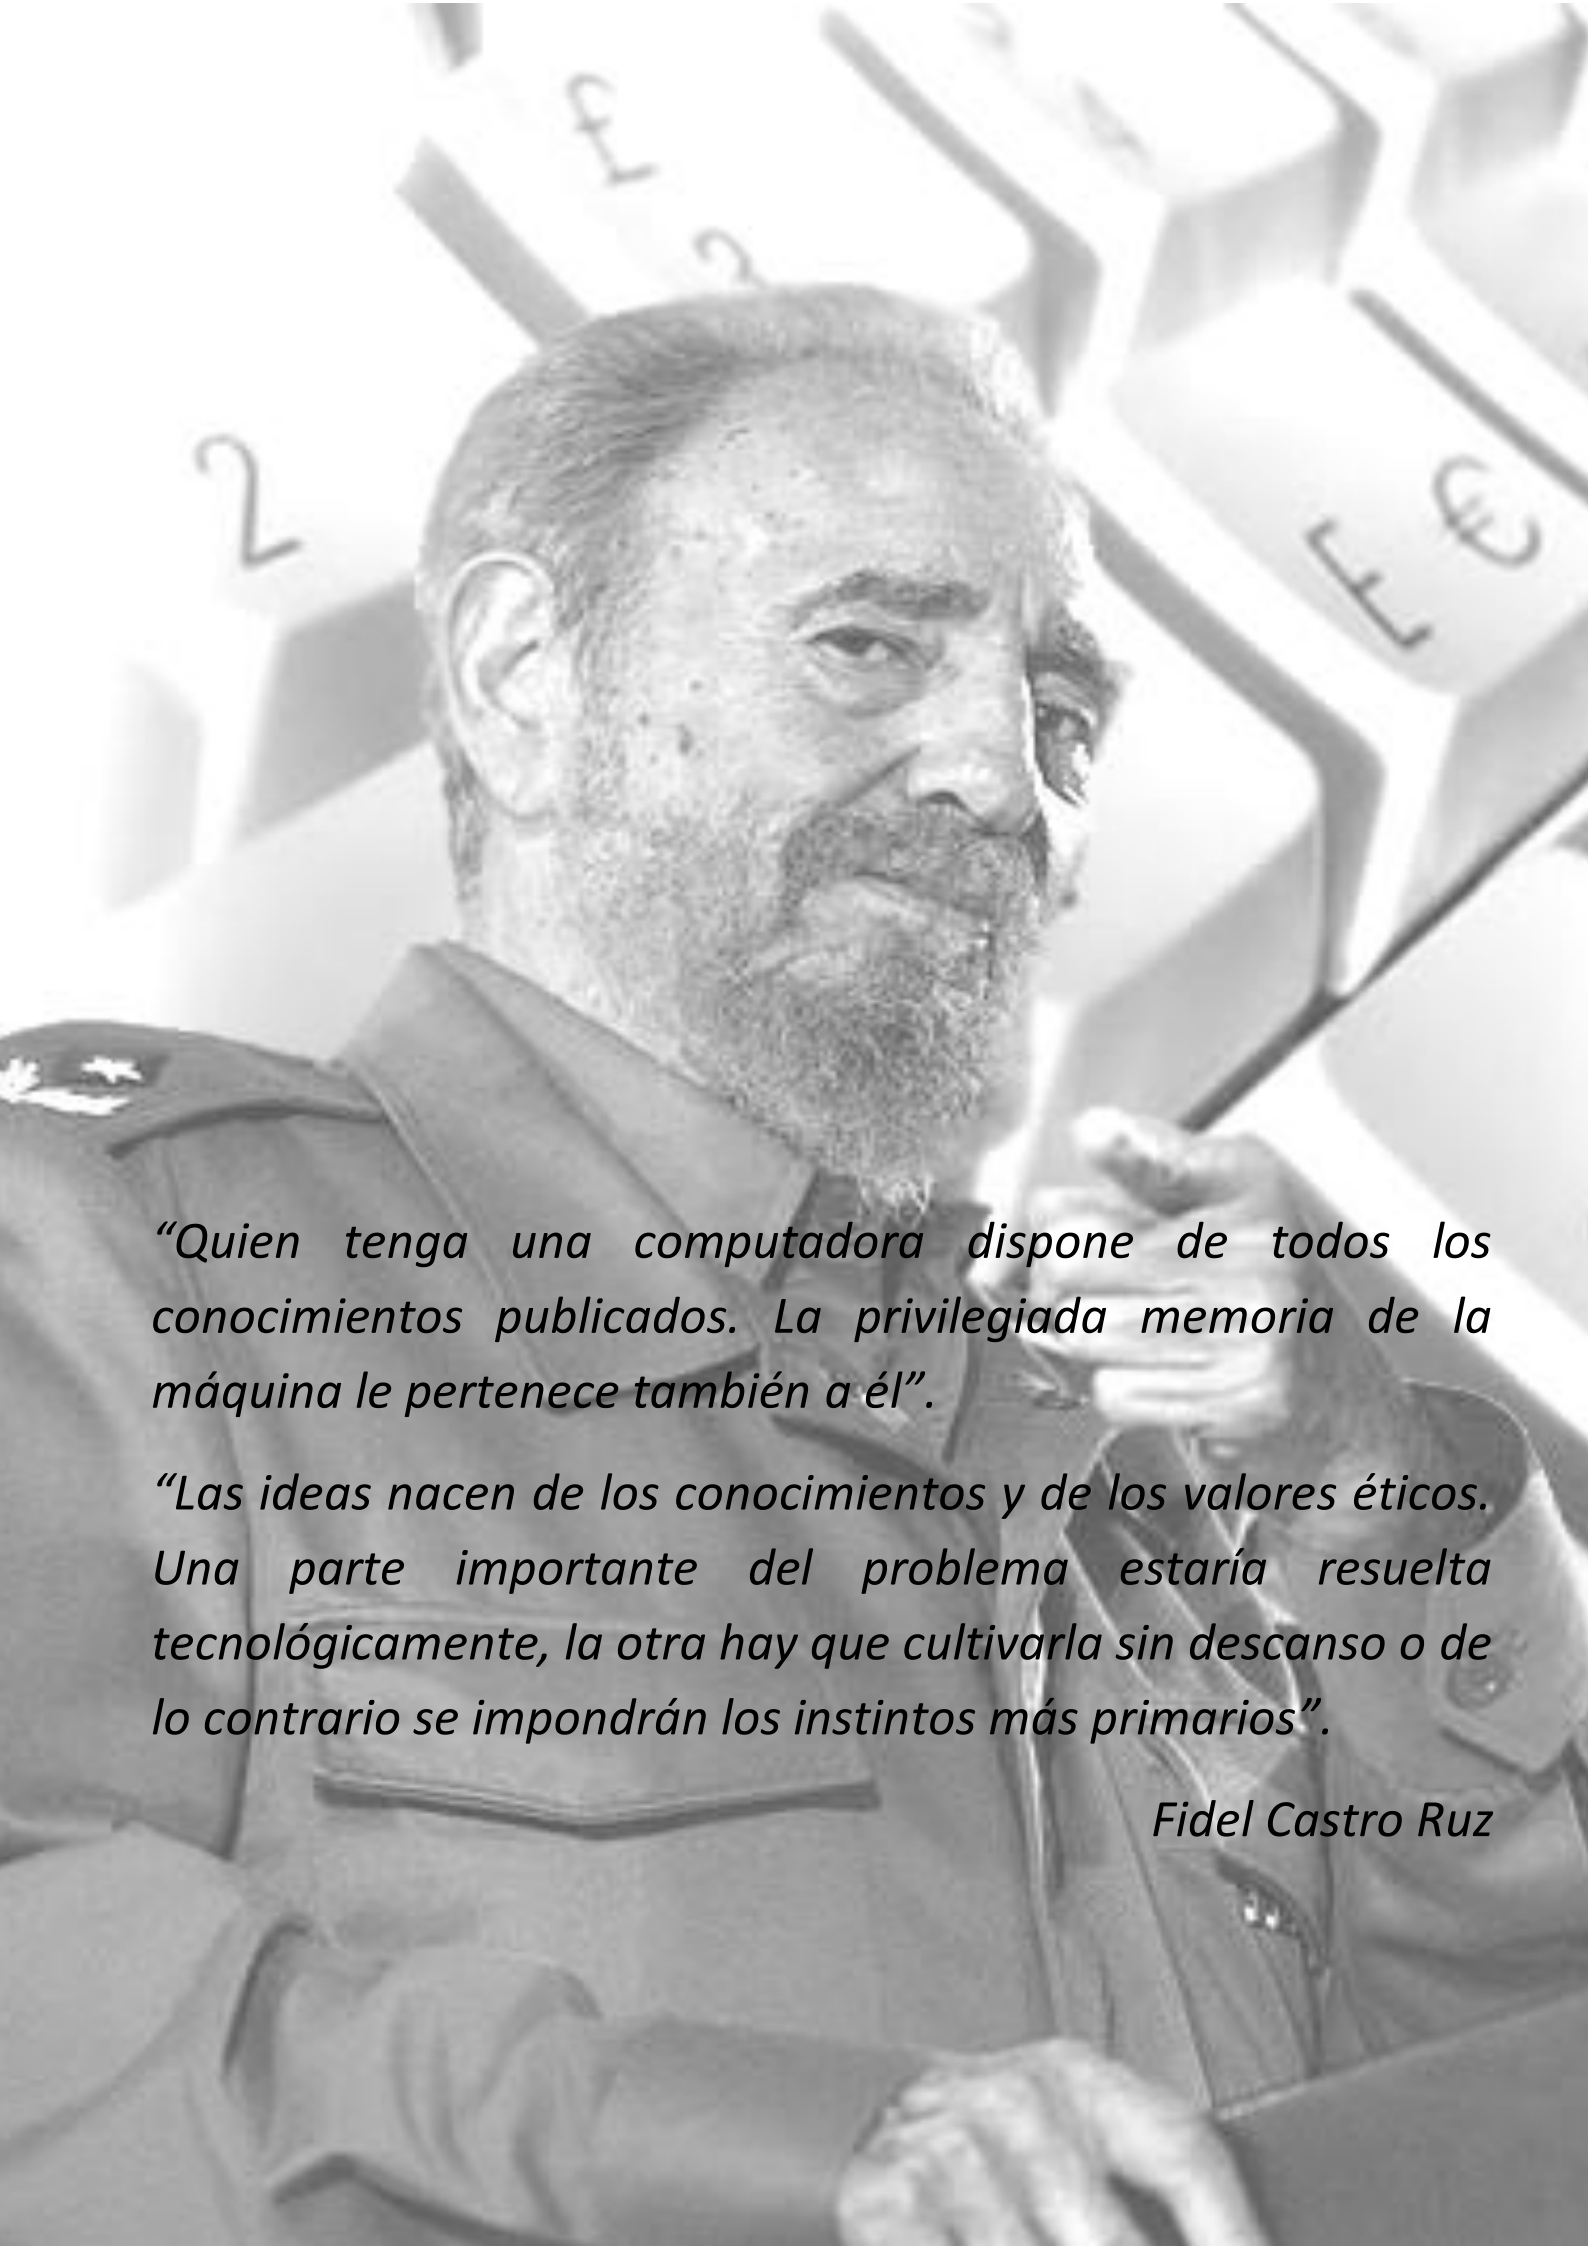 £
3
2
€
E
“Quien tenga una computadora dispone de todos los
conocimientos publicados. La privilegiada memoria de la
máquina le pertenece también a él”.
“Las ideas nacen de los conocimientos y de los valores éticos.
Una parte importante del problema estaría resuelta
tecnológicamente, la otra hay que cultivarla sin descanso o de
lo contrario se impondrán los instintos más primarios”.
Fidel Castro Ruz